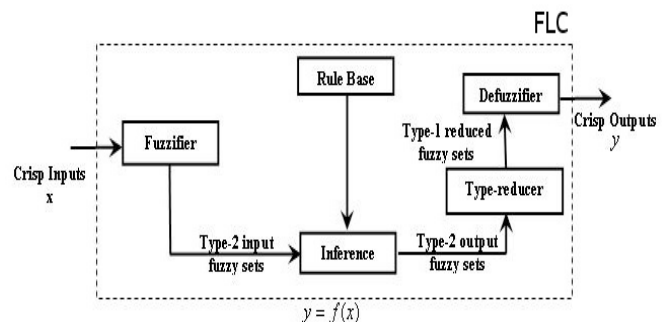 FLC
Rule Base
Defuzzifier
Crisp Outputs
y
Type-1 reduced
fuzzy sets
Fuzzifier
Crisp Inputs
x
Type-reducer
Type-2 input
fuzzy sets
Inference
Type-2 output
fuzzy sets
y = f(x)